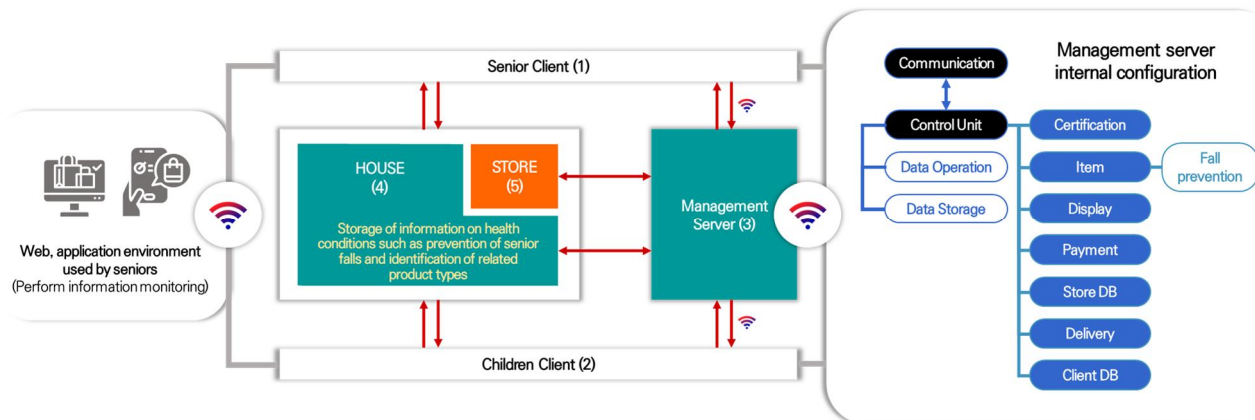 Senior Client (1)
Web, application environment
used by seniors
(Perform information monitoring)
HOUSE
(4)
STORE
(5)
Storage of information on health
conditions such as prevention of senior
falls and identification of related
product types
Management
Server (3)
Children Client (2)
Management server
internal configuration
Communication
Control Unit
Data Operation
Data Storage
Certification
Item
Fall
prevention
Display
Payment
Store DB
Delivery
Client DB